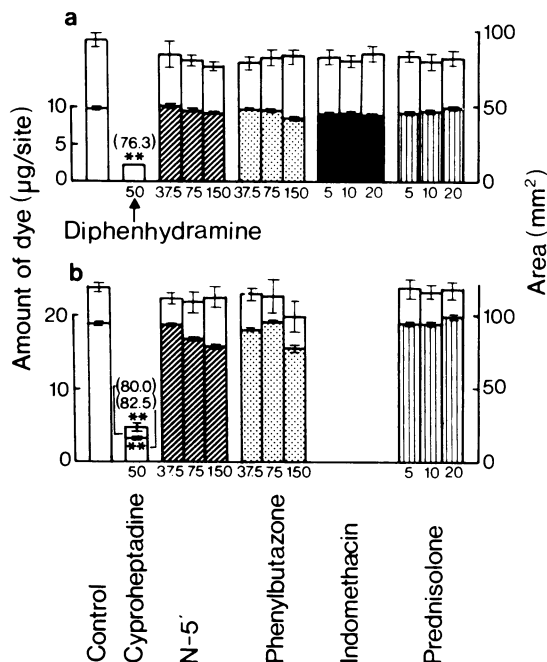 a
100
50
0
10
5
0
(76.3)
**
50 37.5 75 150 37.5 75 150 5 10 20 5 10 20
Diphenhydramine
Amount of dye (µg/site)
Area (mm²)
b
20
10
0
100
50
0
(80.0)
(82.5)
**
**
50 37.5 75 150 37.5 75 150 5 10 20
Control
Cyproheptadine
N-5´
Phenylbutazone
Indomethacin
Prednisolone